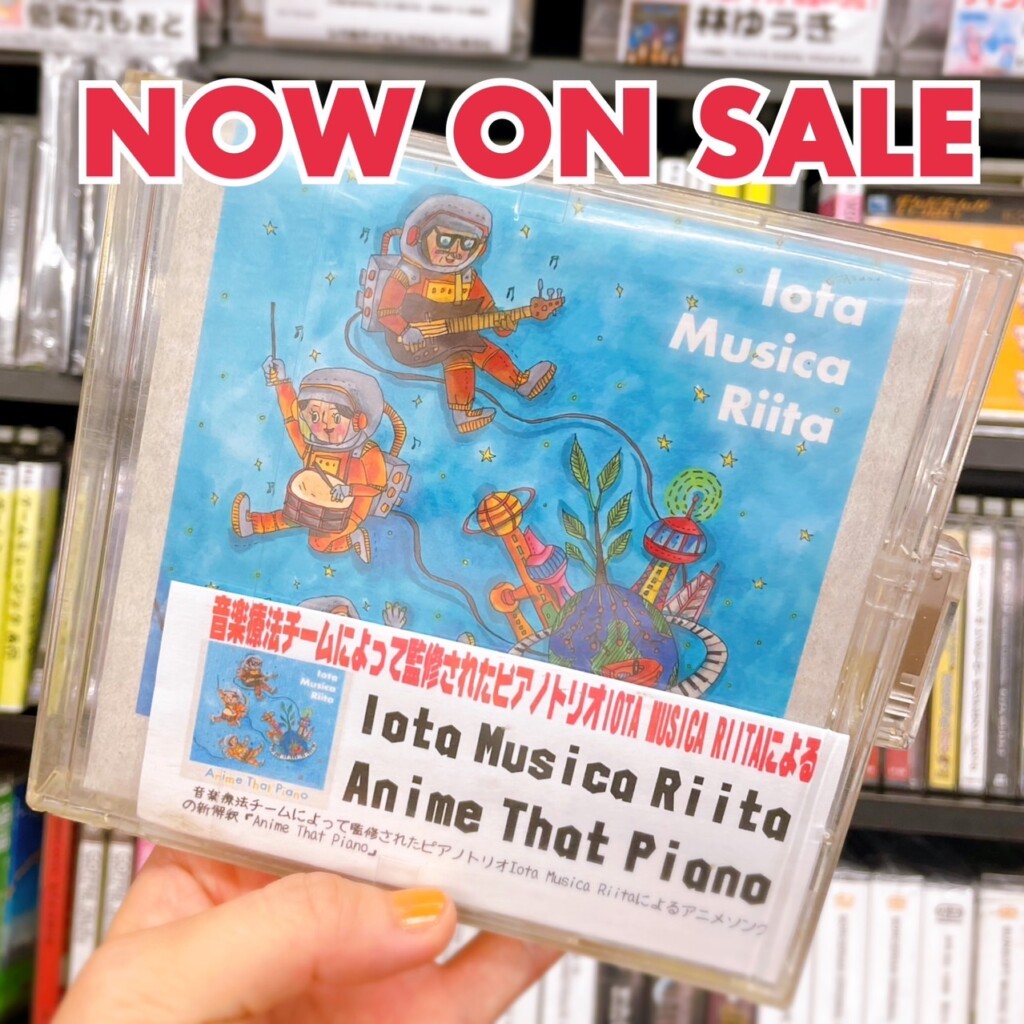 林ゆうき
NOW ON SALE
Iota
Musica
Riita
音楽療法チームによって監修されたピアノトリオIOTA MUSICA RIITAによる
Iota
Musica
Riita
Anime That Piano
Iota Musica Riita
Anime That Piano
音楽療法チームによって監修されたピアノトリオIota Musica Riitaによるアニメソング
の新解釈『Anime That Piano』